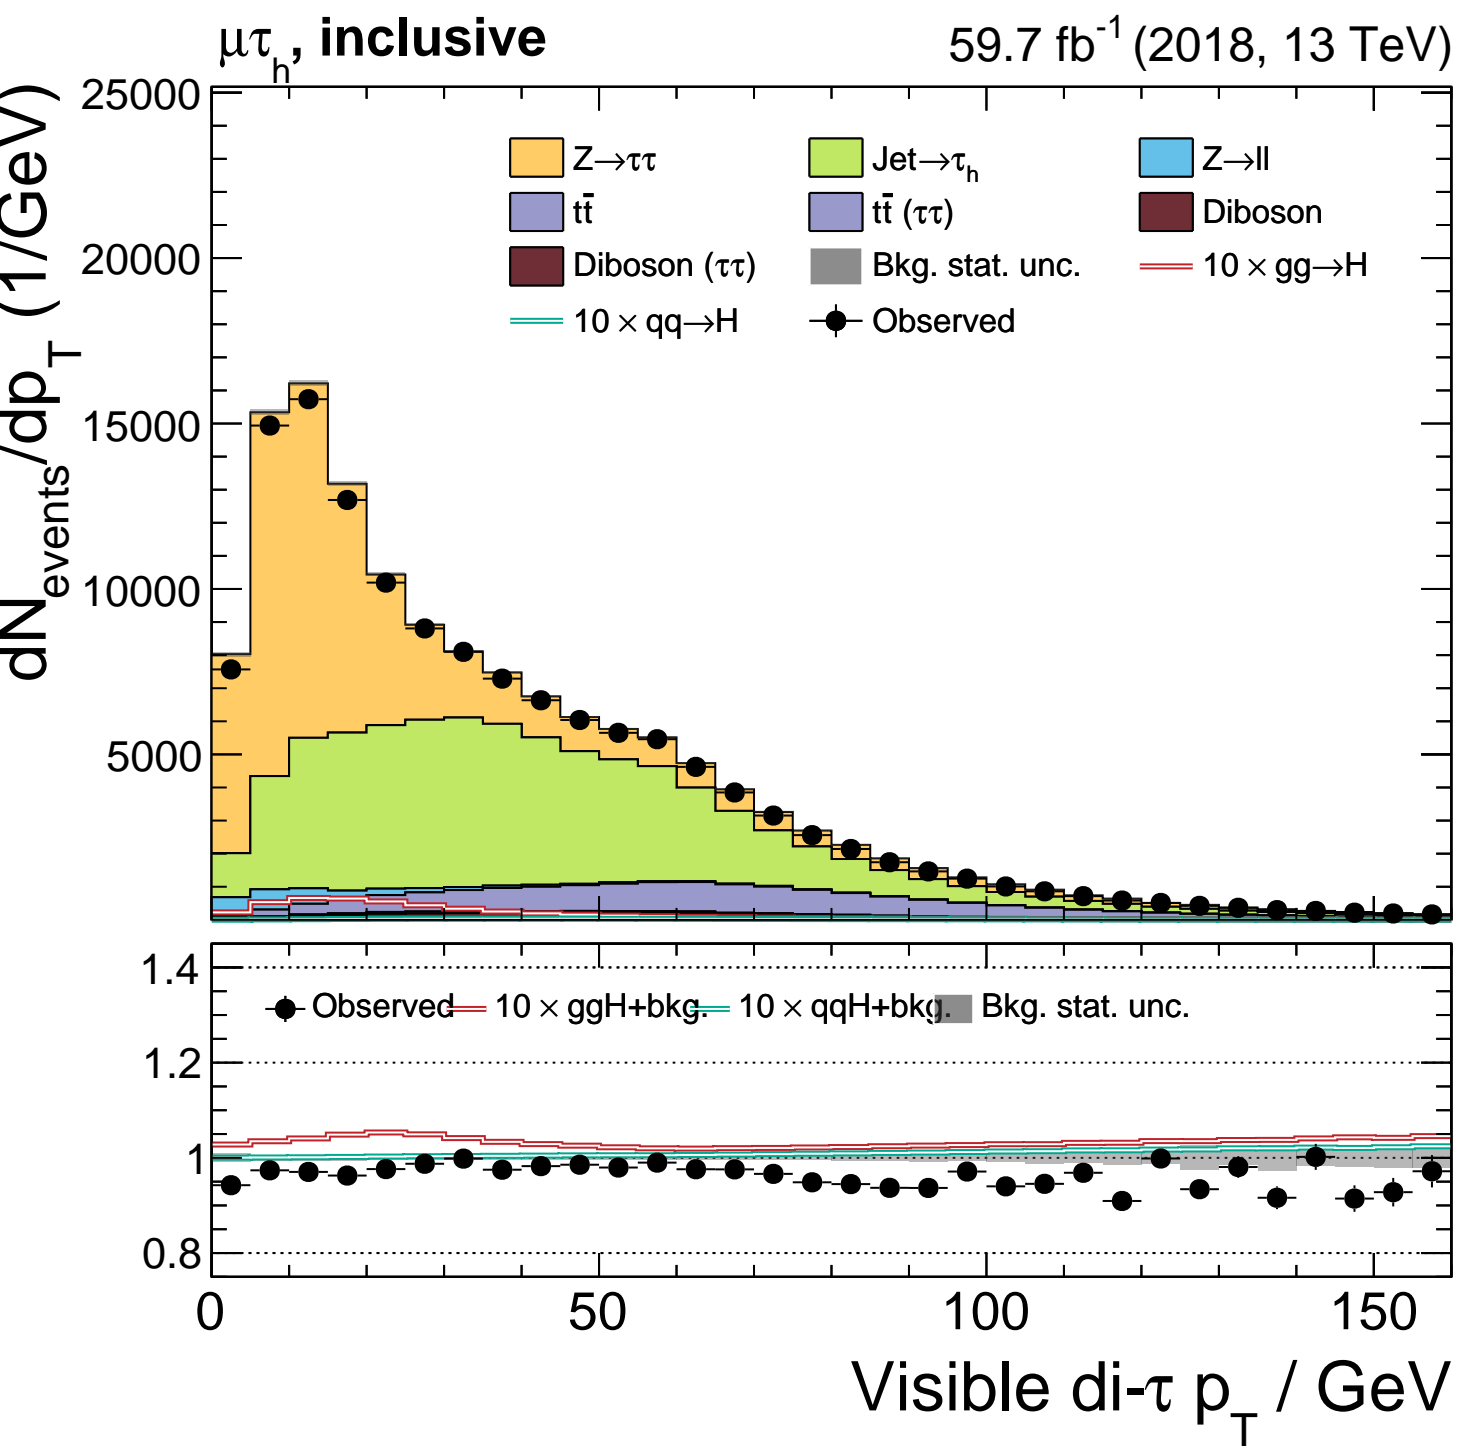 μτh, inclusive 59.7 fb-1 (2018, 13 TeV)
dNevents/dpT (1/GeV)
25000
20000
15000
10000
5000
Z→ττ Jet→τh Z→ll
tt̄ tt̄ (ττ) Diboson
Diboson (ττ) Bkg. stat. unc. 10 × gg→H
10 × qq→H Observed
1.4
1.2
1
0.8
Observed 10 × ggH+bkg. 10 × qqH+bkg. Bkg. stat. unc.
0 50 100 150
Visible di-τ pT / GeV